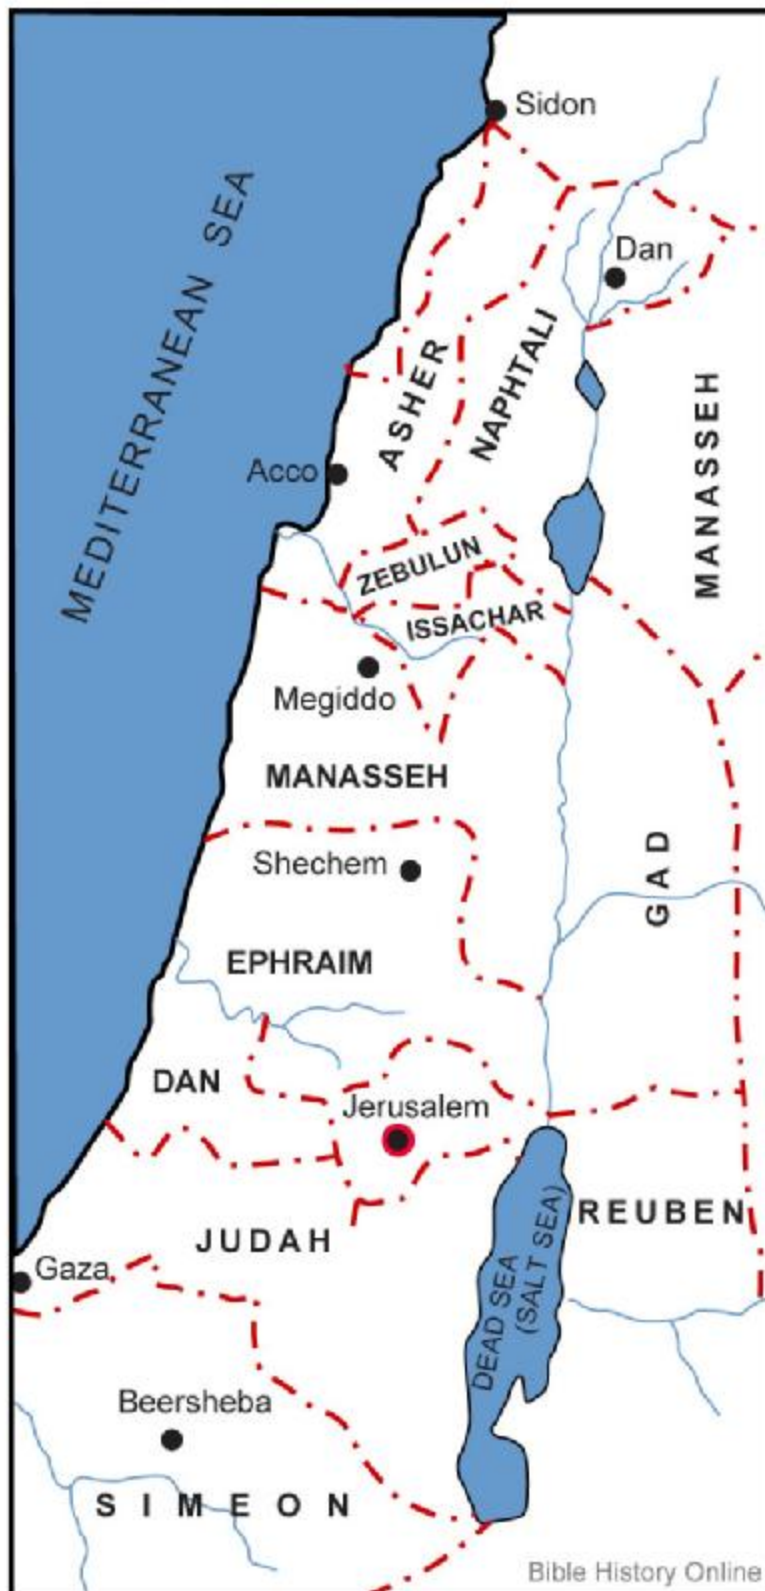 Sidon
MEDITERRANEAN SEA
Dan
ASHER
NAPHTALI
MANASSEH
Acco
ZEBULUN
ISSACHAR
Megiddo
MANASSEH
Shechem
GAD
EPHRAIM
DAN
Jerusalem
REUBEN
JUDAH
DEAD SEA
(SALT SEA)
Gaza
Beersheba
SIMEON
Bible History Online